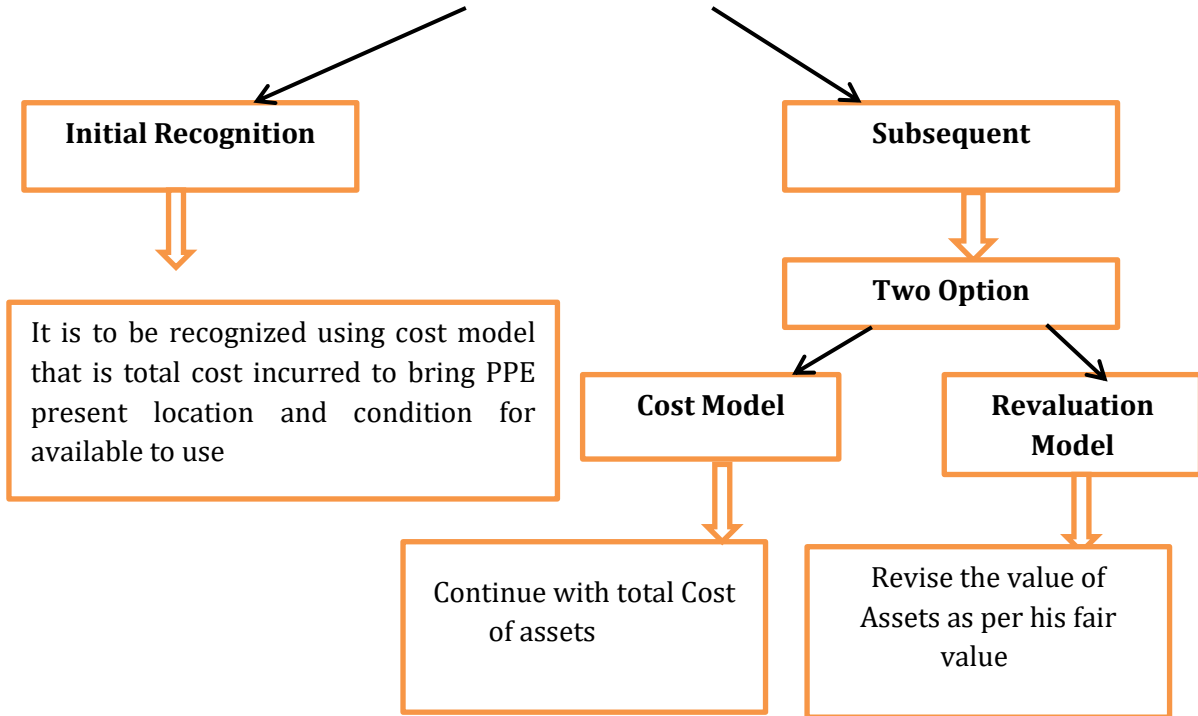 Initial Recognition
Subsequent
Two Option
It is to be recognized using cost model
that is total cost incurred to bring PPE
present location and condition for
available to use
Cost Model
Revaluation
Model
Continue with total Cost
of assets
Revise the value of
Assets as per his fair
value